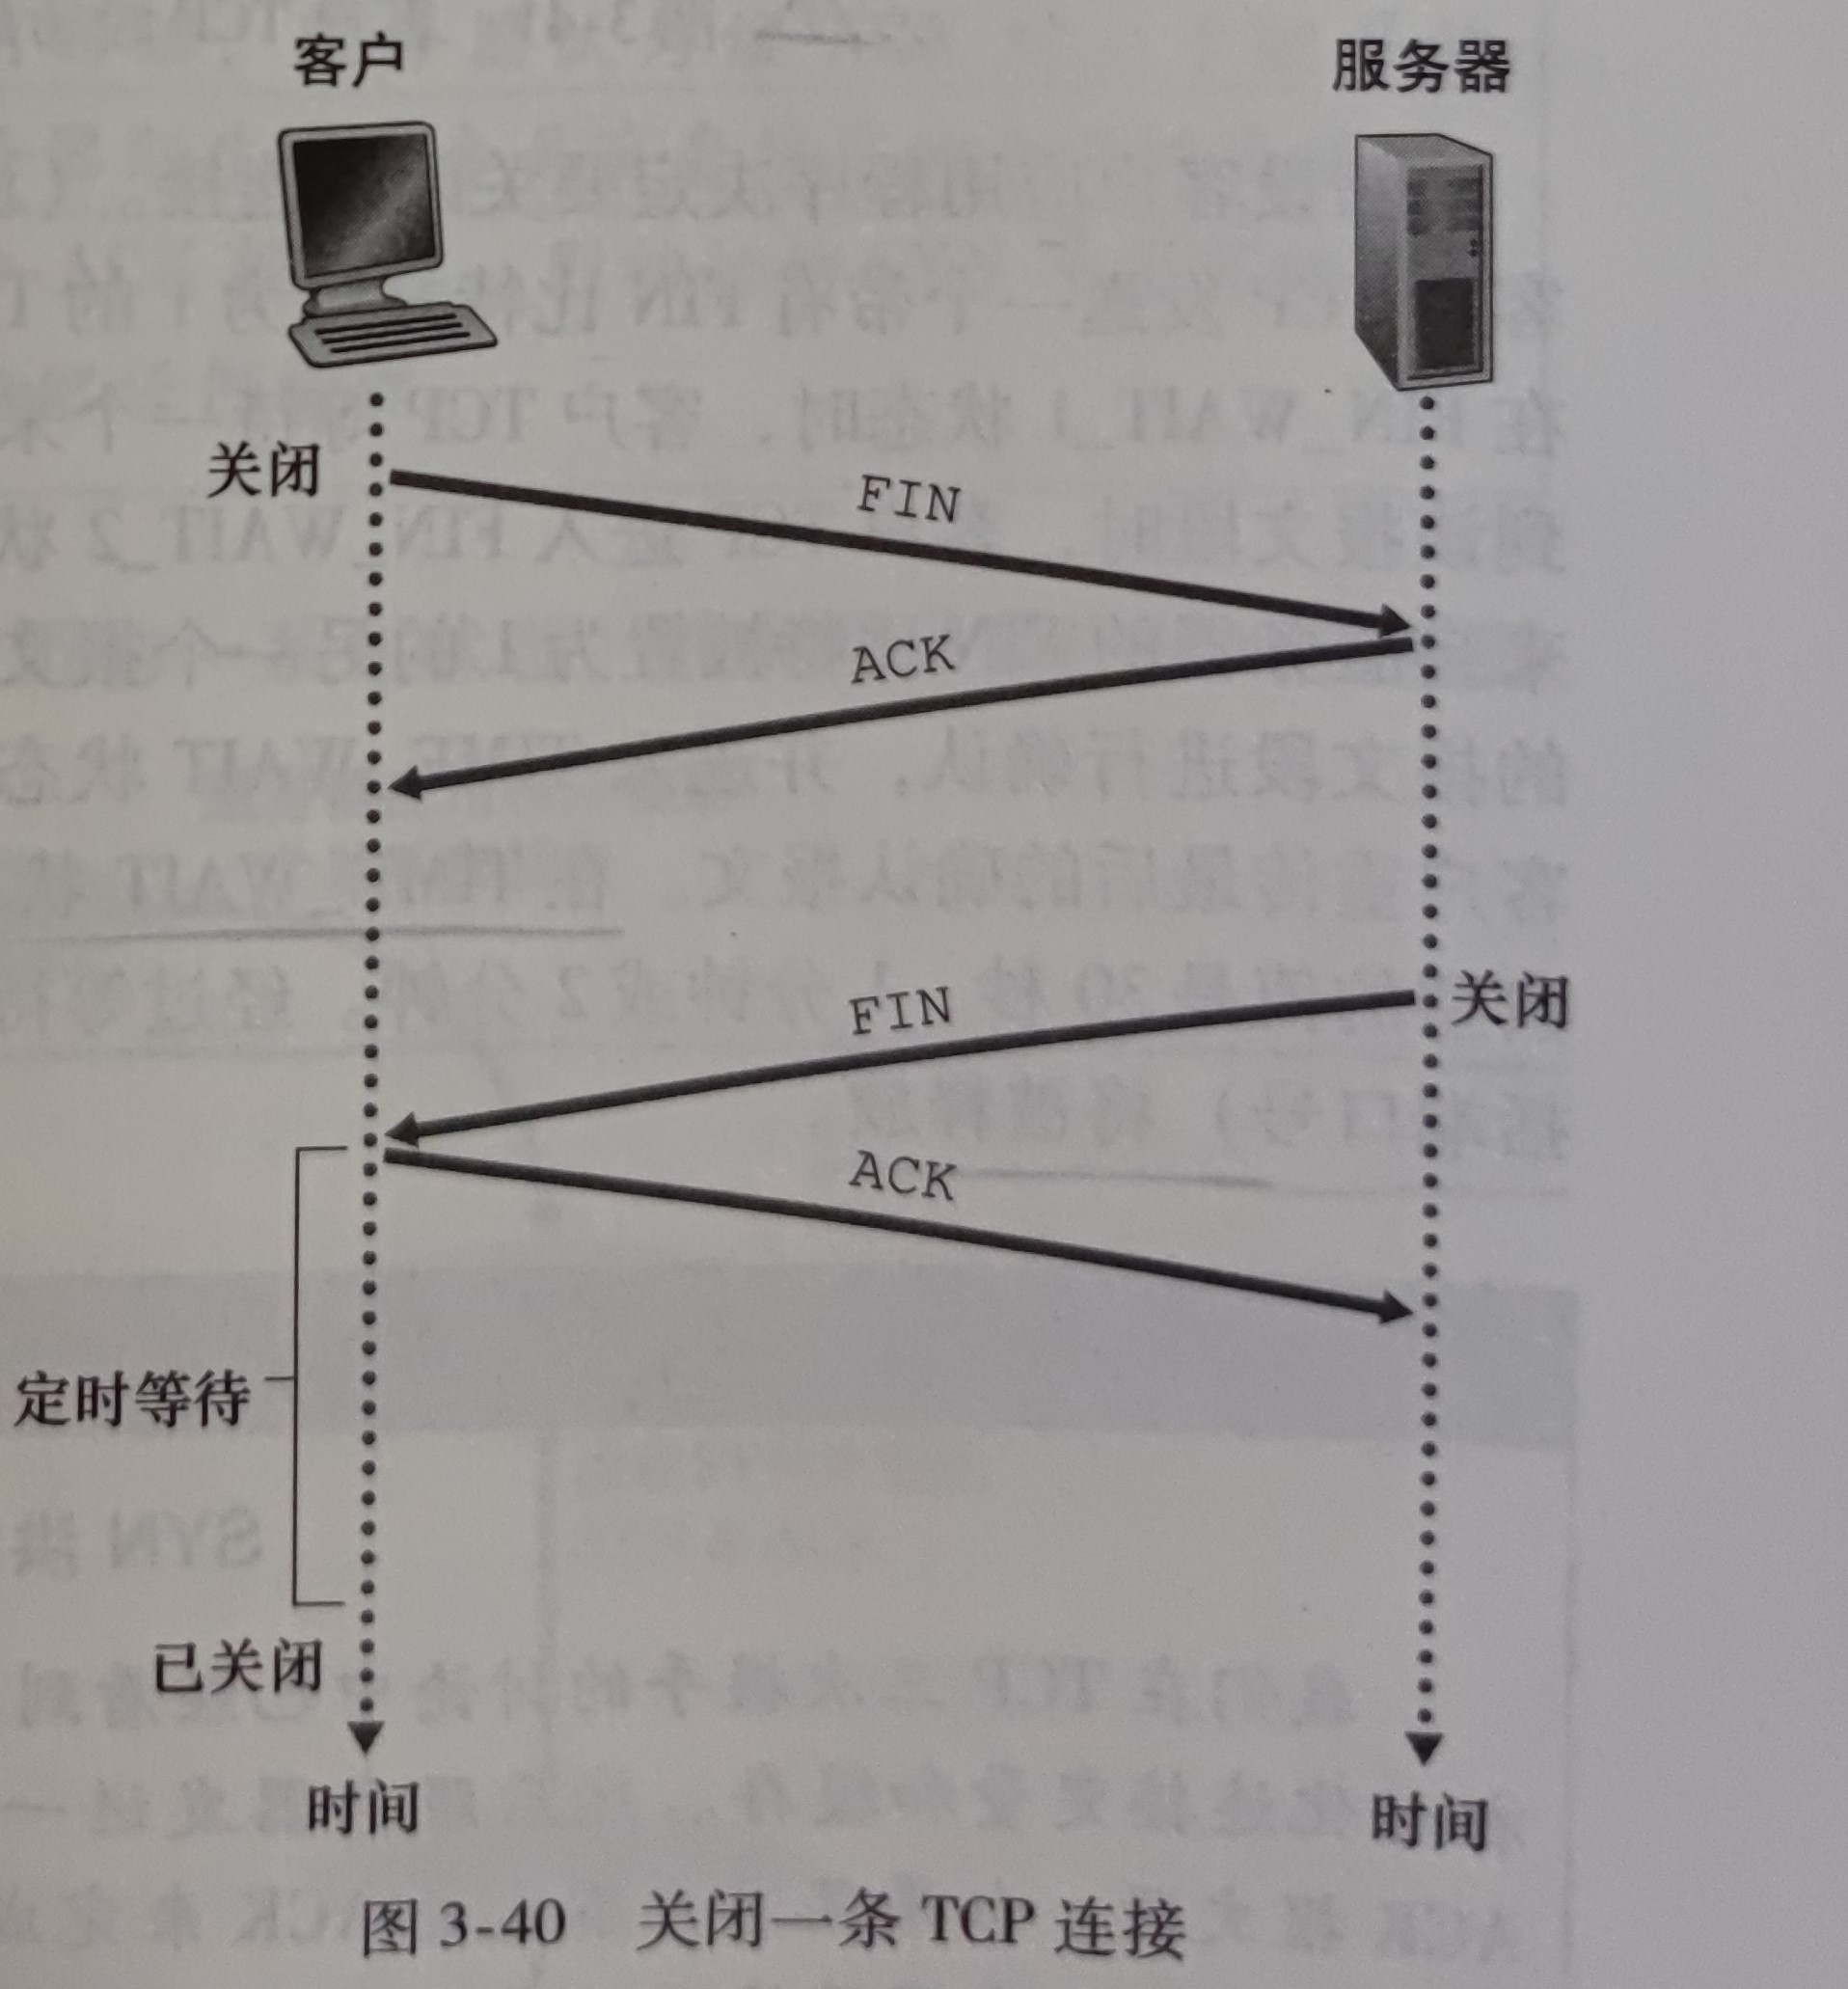 客户
服务器
关闭
FIN
ACK
FIN
关闭
ACK
定时等待
已关闭
时间
时间
图 3-40 关闭一条 TCP 连接